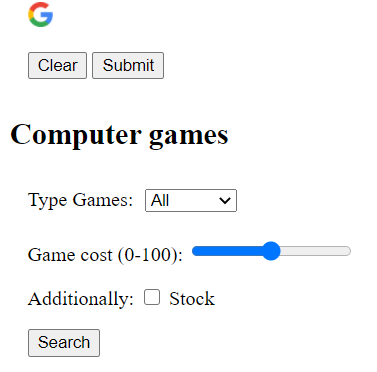 Clear Submit
Computer games
Type Games: All
Game cost (0-100):
Additionally: Stock
Search